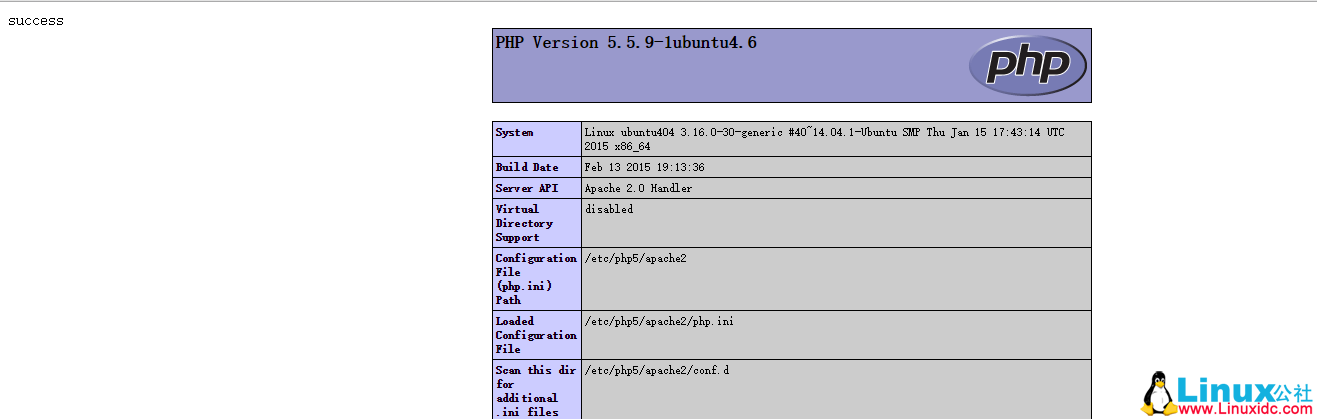 success
PHP Version 5.5.9-1ubuntu4.6
php
System
Linux ubuntu404 3.16.0-30-generic #40~14.04.1-Ubuntu SMP Thu Jan 15 17:43:14 UTC
2015 x86_64
Build Date
Feb 13 2015 19:13:36
Server API
Apache 2.0 Handler
Virtual
Directory
Support
disabled
Configuration
File
(php.ini)
Path
/etc/php5/apache2
Loaded
Configuration
File
/etc/php5/apache2/php.ini
Scan this dir
for
additional
.ini files
/etc/php5/apache2/conf.d
Linux公社
www.Linuxidc.com